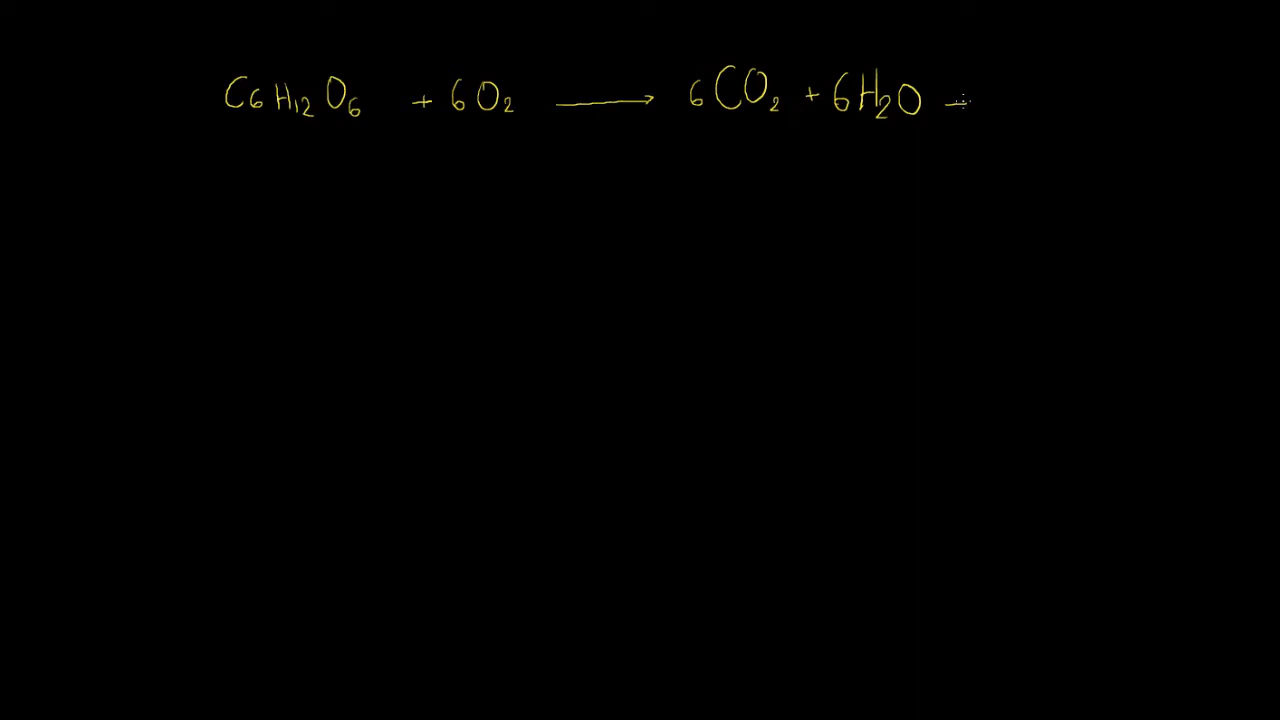 C6H12O6 + 6O2 → 6CO2 + 6H2O